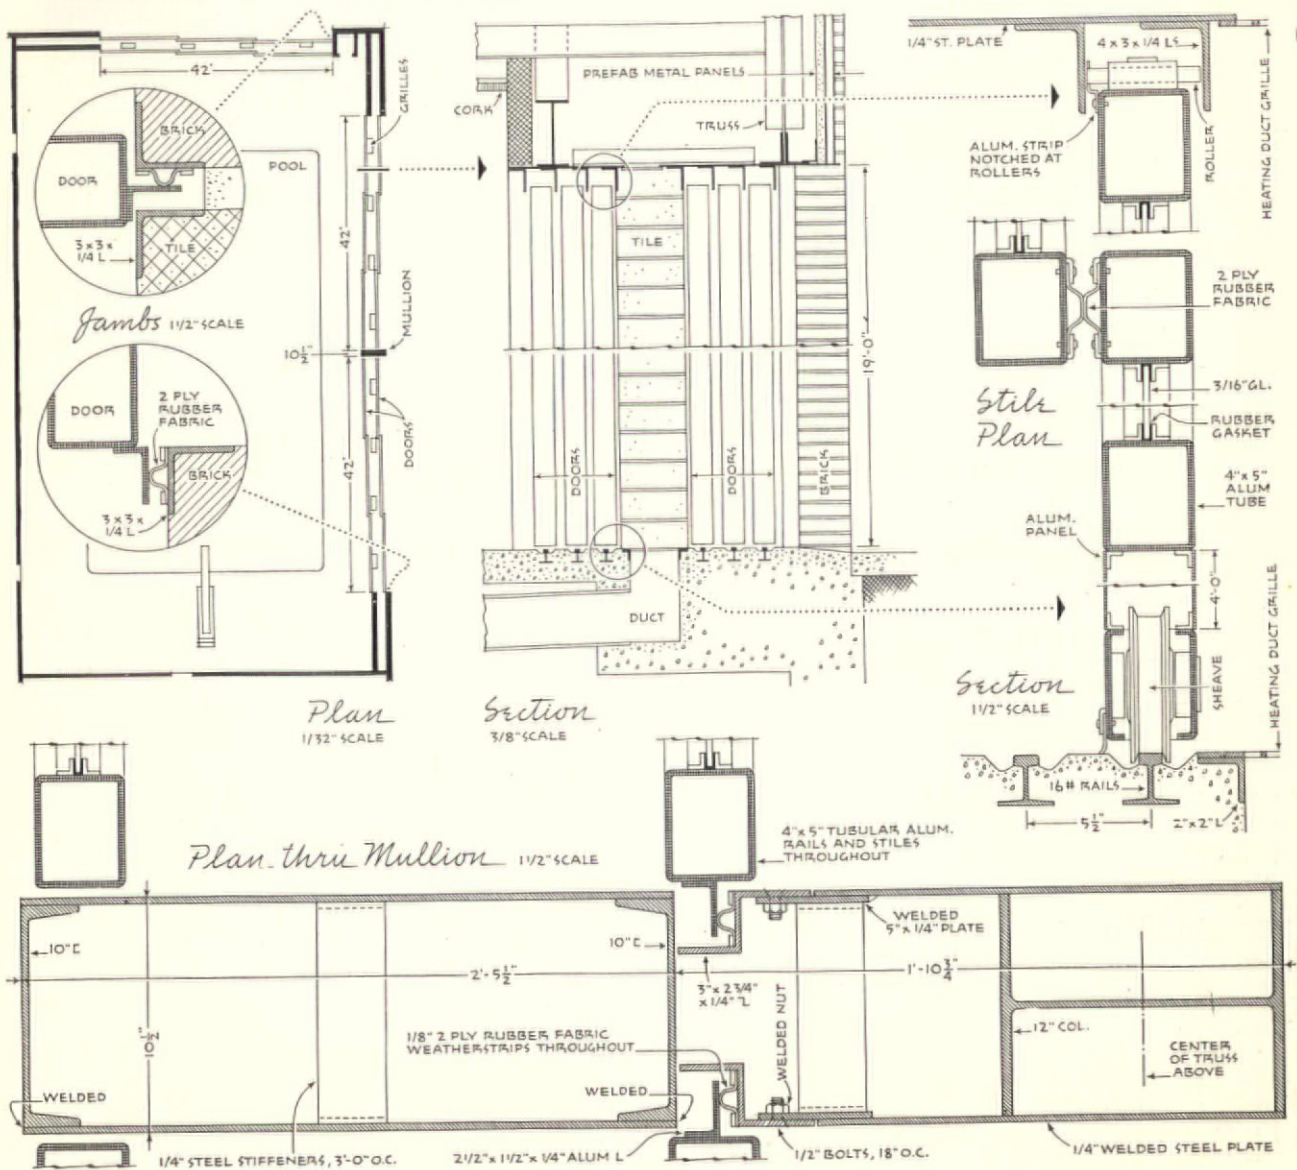 42'
GRILLES
BRICK
DOOR
POOL
3 x 3 x
1/4 L
TILE
42'
Jambs 1 1/2" SCALE
MULLION
10 1/2"
DOOR
2 PLY
RUBBER
FABRIC
BRICK
3 x 3 x
1/4 L
DOORS
42'
Plan
1/32" SCALE
PREFAB METAL PANELS
CORK
TRUSS
TILE
19'-0"
DOORS
DOORS
BRICK
DUCT
Section
3/8" SCALE
1/4" ST. PLATE
4 x 3 x 1/4 LS
ALUM. STRIP
NOTCHED AT
ROLLERS
ROLLER
HEATING DUCT GRILLE
2 PLY
RUBBER
FABRIC
Stile
Plan
3/16" GL.
RUBBER
GASKET
4" x 5"
ALUM
TUBE
ALUM.
PANEL
4'-0"
SHEAVE
HEATING DUCT GRILLE
Section
1 1/2" SCALE
16# RAILS
5 1/2"
2" x 2" L
Plan thru Mullion 1 1/2" SCALE
4" x 5" TUBULAR ALUM.
RAILS AND STILES
THROUGHOUT
WELDED
5" x 1/4" PLATE
10" [
10" [
2'-5 1/2"
1'-10 3/4"
3" x 2 3/4"
x 1/4" Z
10 1/2"
WELDED NUT
12" COL.
1/8" 2 PLY RUBBER FABRIC
WEATHERSTRIPS THROUGHOUT
CENTER
OF TRUSS
ABOVE
WELDED
WELDED
1/4" STEEL STIFFENERS, 3'-0" O.C.
2 1/2" x 1 1/2" x 1/4" ALUM L
1/2" BOLTS, 18" O.C.
1/4" WELDED STEEL PLATE